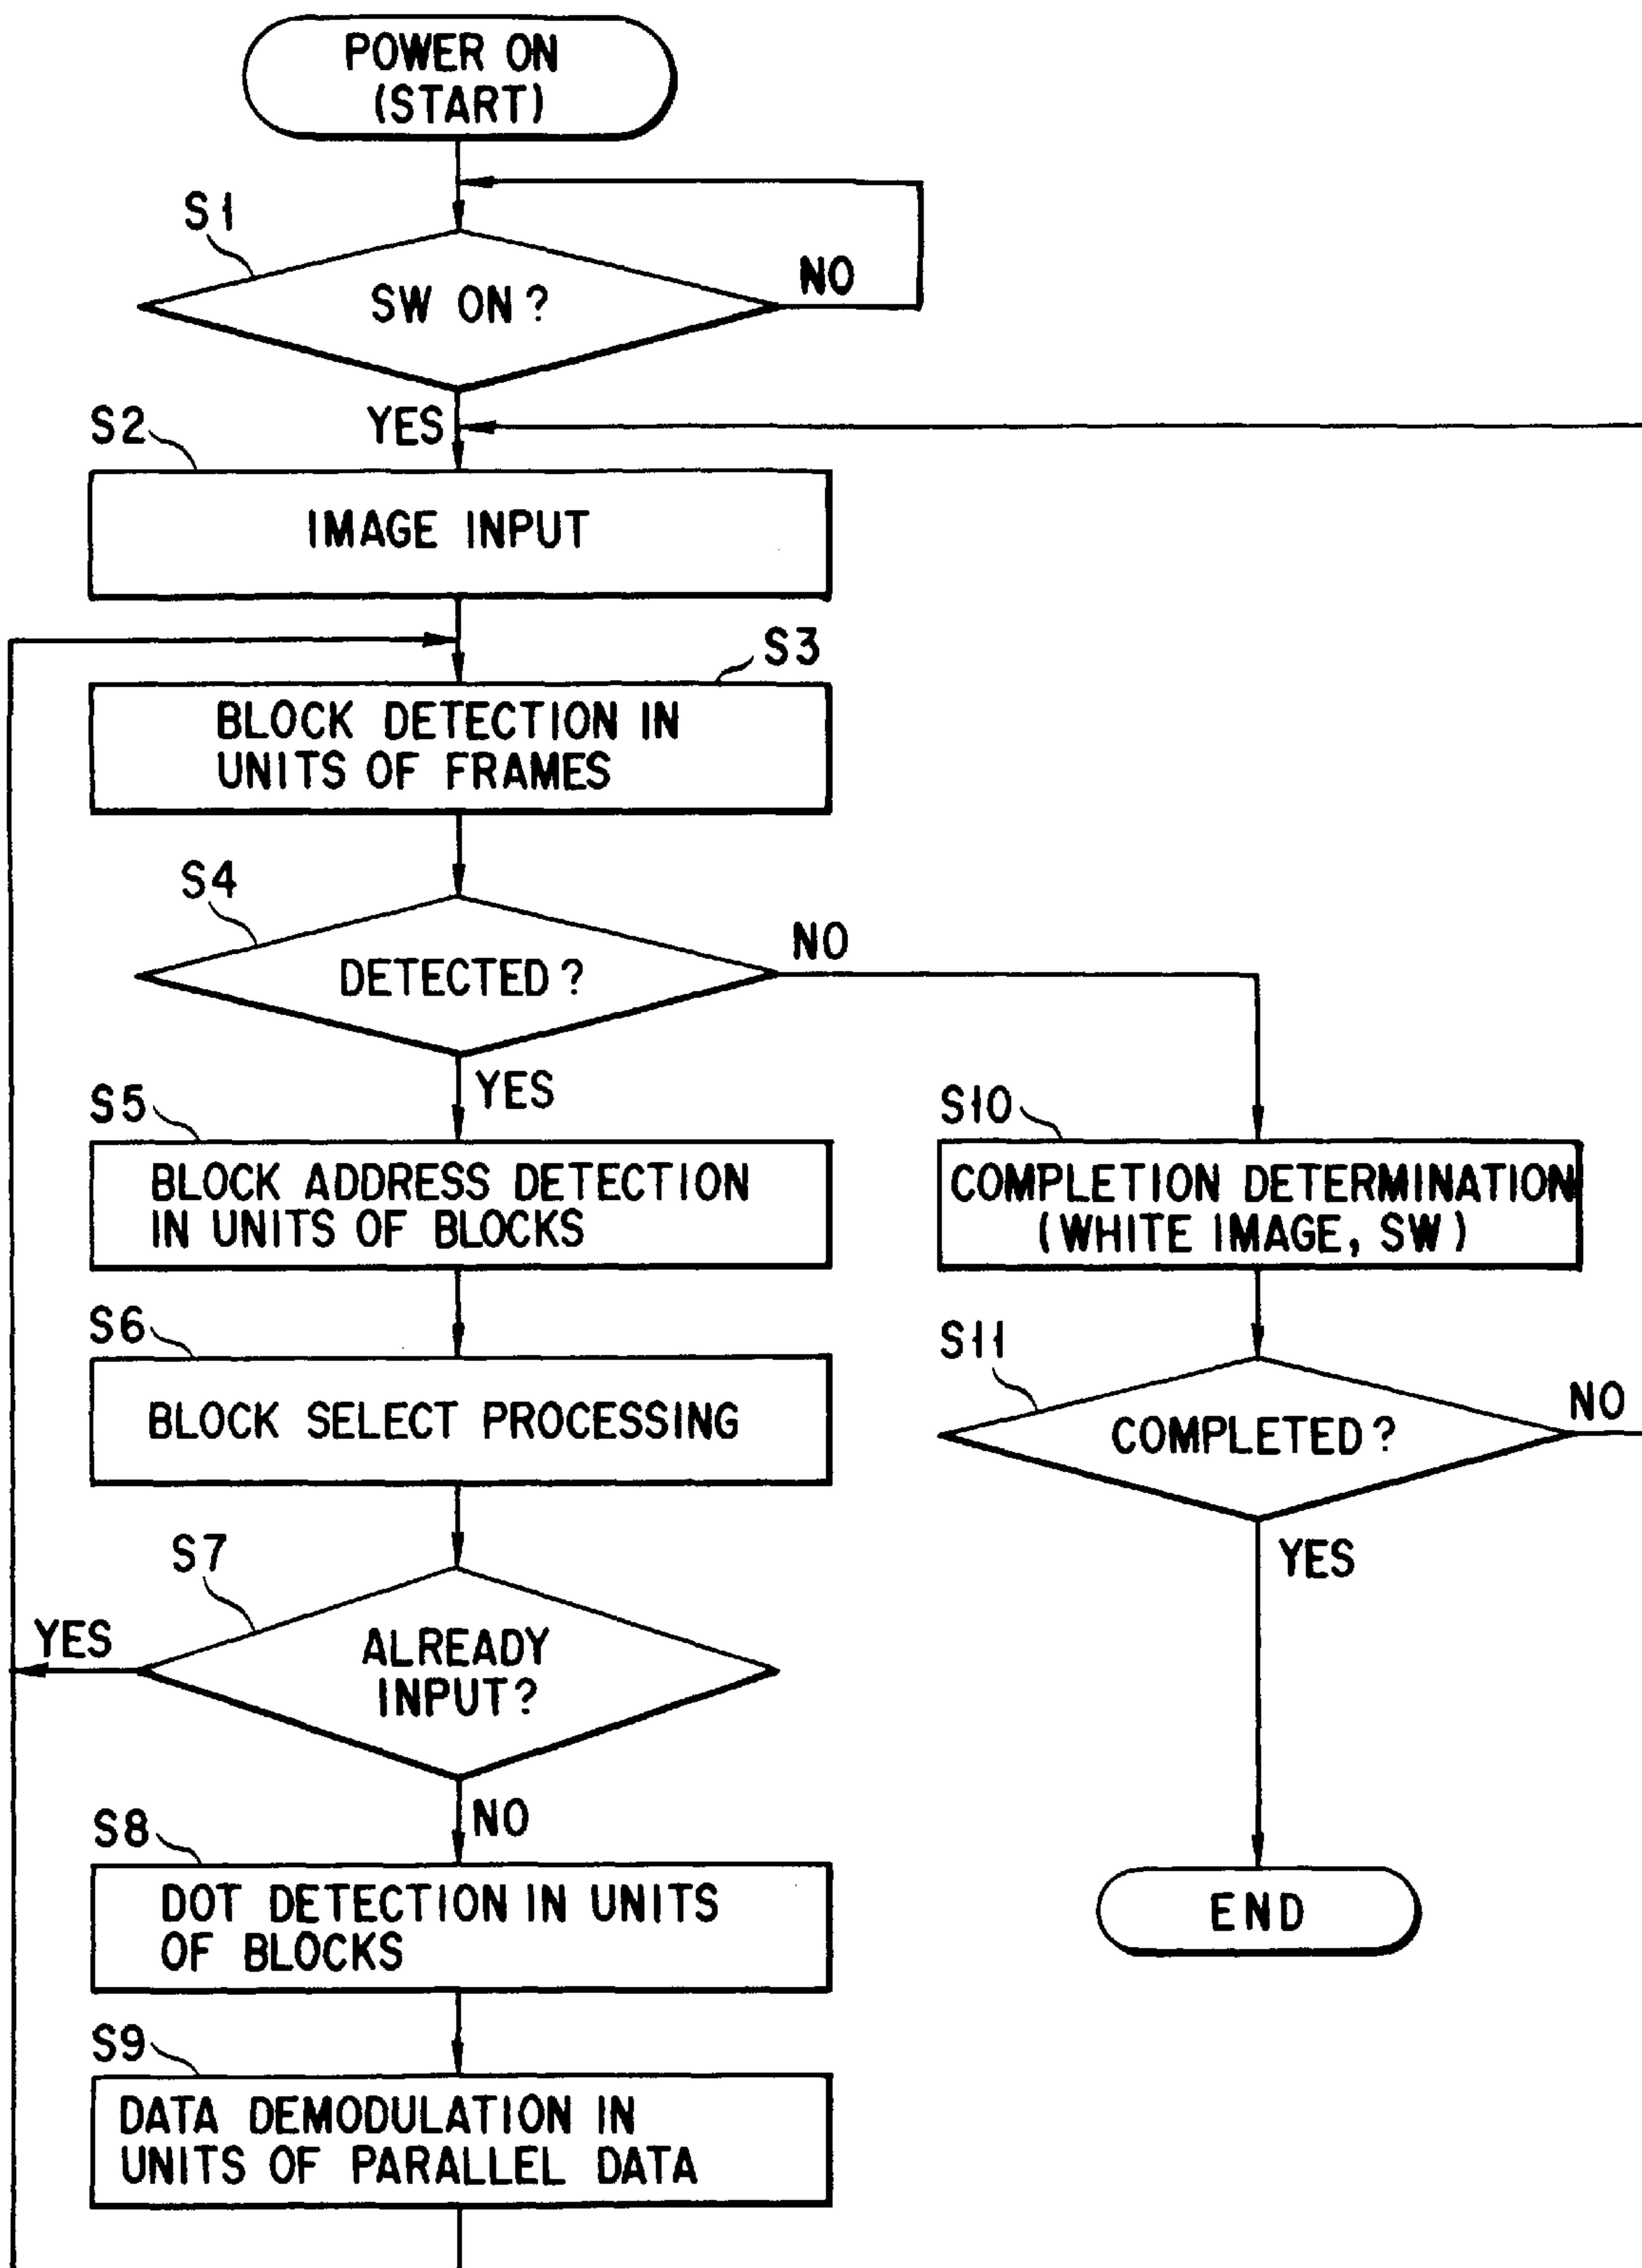 POWER ON
(START)
S1
SW ON?
NO
YES
S2
IMAGE INPUT
S3
BLOCK DETECTION IN
UNITS OF FRAMES
S4
DETECTED?
NO
YES
S5
BLOCK ADDRESS DETECTION
IN UNITS OF BLOCKS
S10
COMPLETION DETERMINATION
(WHITE IMAGE, SW)
S6
BLOCK SELECT PROCESSING
S11
COMPLETED?
NO
YES
S7
ALREADY
INPUT?
YES
NO
S8
DOT DETECTION IN UNITS
OF BLOCKS
END
S9
DATA DEMODULATION IN
UNITS OF PARALLEL DATA